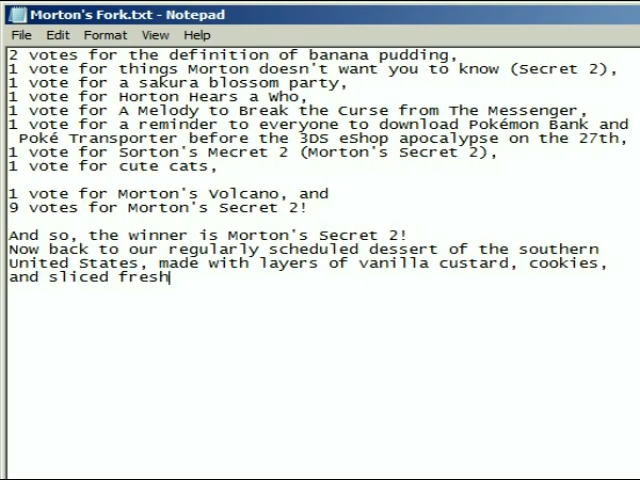 Morton's Fork.txt - Notepad
File Edit Format View Help
2 votes for the definition of banana pudding,
1 vote for things Morton doesn't want you to know (Secret 2),
1 vote for a sakura blossom party,
1 vote for Horton Hears a Who,
1 vote for A Melody to Break the Curse from The Messenger,
1 vote for a reminder to everyone to download Pokémon Bank and
Poké Transporter before the 3DS eShop apocalypse on the 27th,
1 vote for Sorton's Mecret 2 (Morton's Secret 2),
1 vote for cute cats,
1 vote for Morton's Volcano, and
9 votes for Morton's Secret 2!
And so, the winner is Morton's Secret 2!
Now back to our regularly scheduled dessert of the southern
United States, made with layers of vanilla custard, cookies,
and sliced fresh